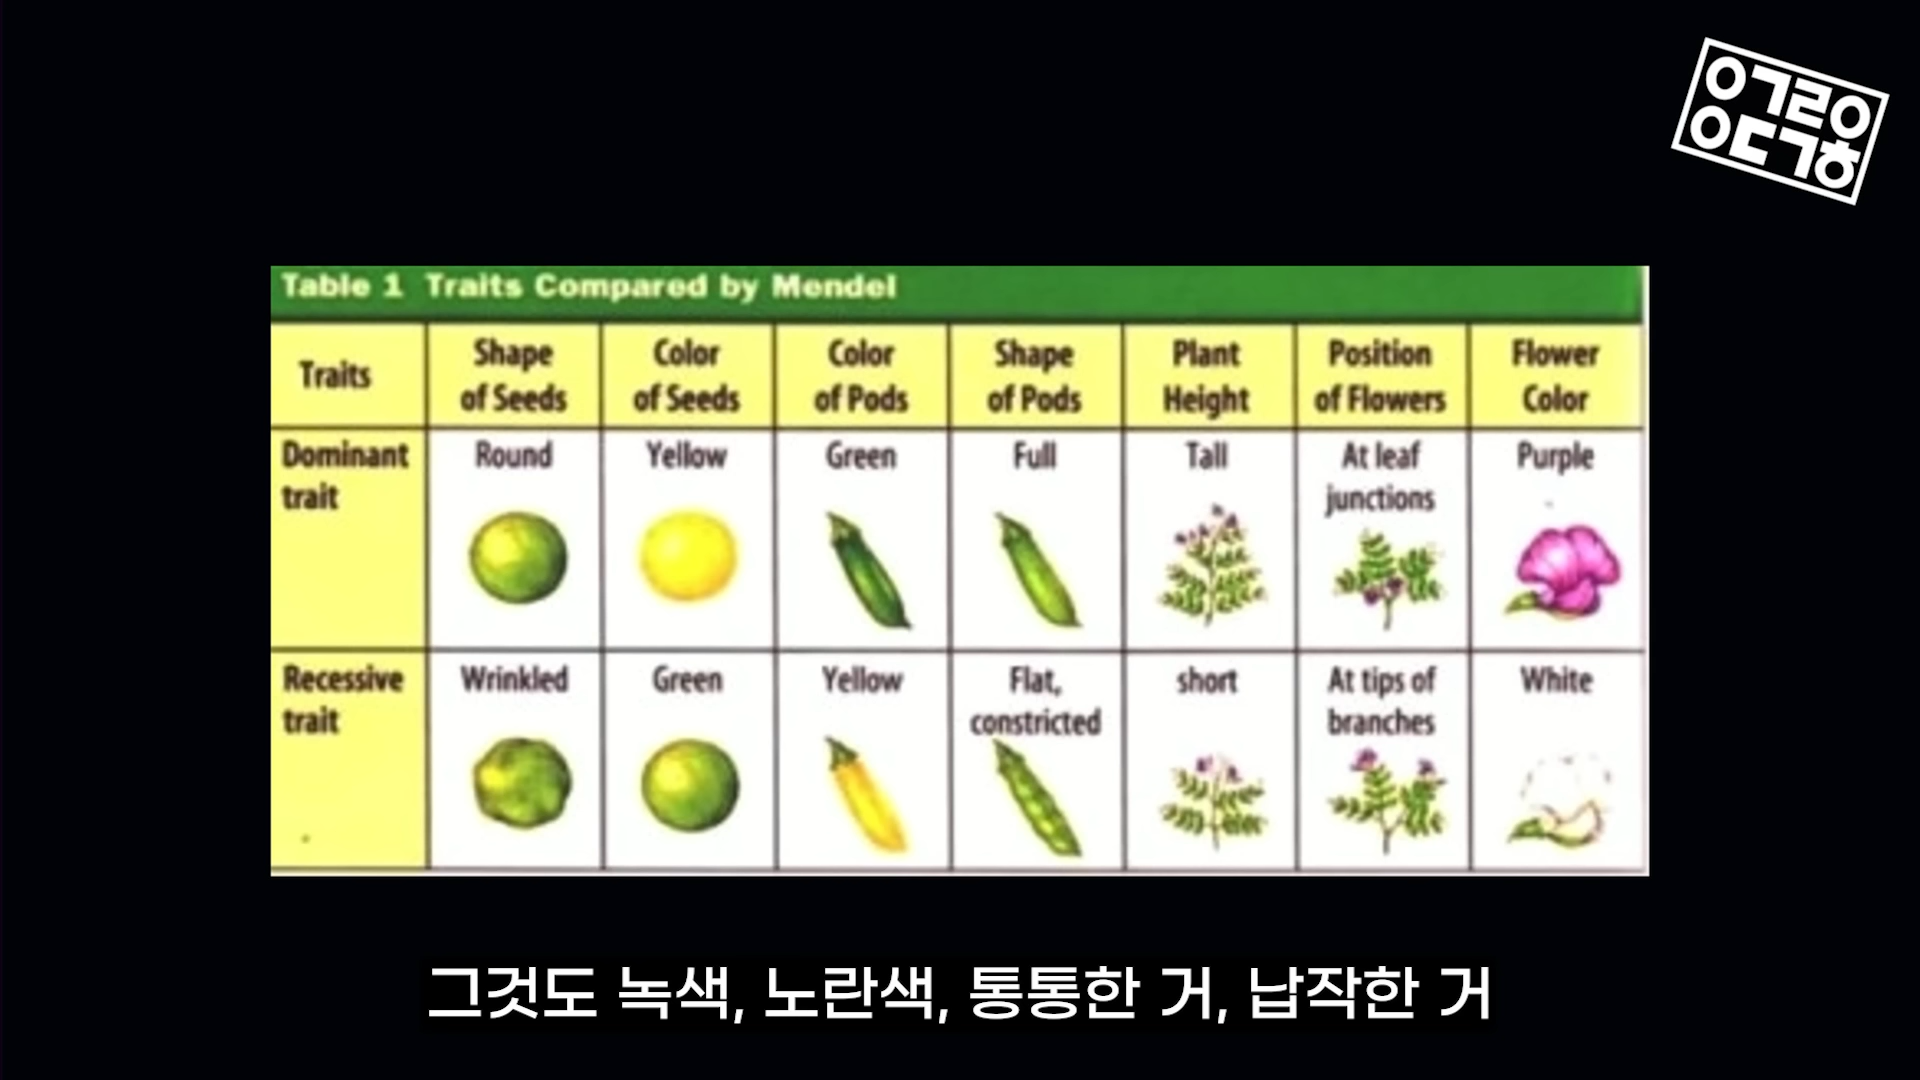 ㅇㄱㄹㅇ
ㅇㄷㄱㅎ
Table 1 Traits Compared by Mendel
Traits
Shape
of Seeds
Color
of Seeds
Color
of Pods
Shape
of Pods
Plant
Height
Position
of Flowers
Flower
Color
Dominant
trait
Round
Yellow
Green
Full
Tall
At leaf
junctions
Purple
Recessive
trait
Wrinkled
Green
Yellow
Flat,
constricted
short
At tips of
branches
White
그것도 녹색, 노란색, 통통한 거, 납작한 거